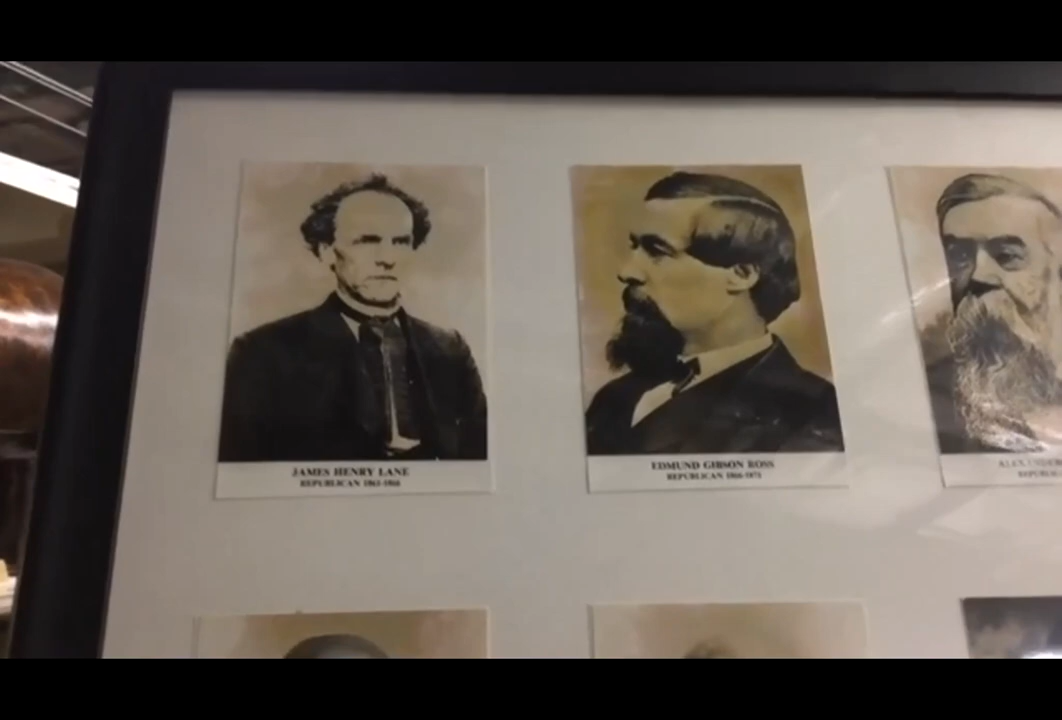 JAMES HENRY LANE
REPUBLICAN 1861-1866
EDMUND GIBSON ROSS
REPUBLICAN 1866-1871